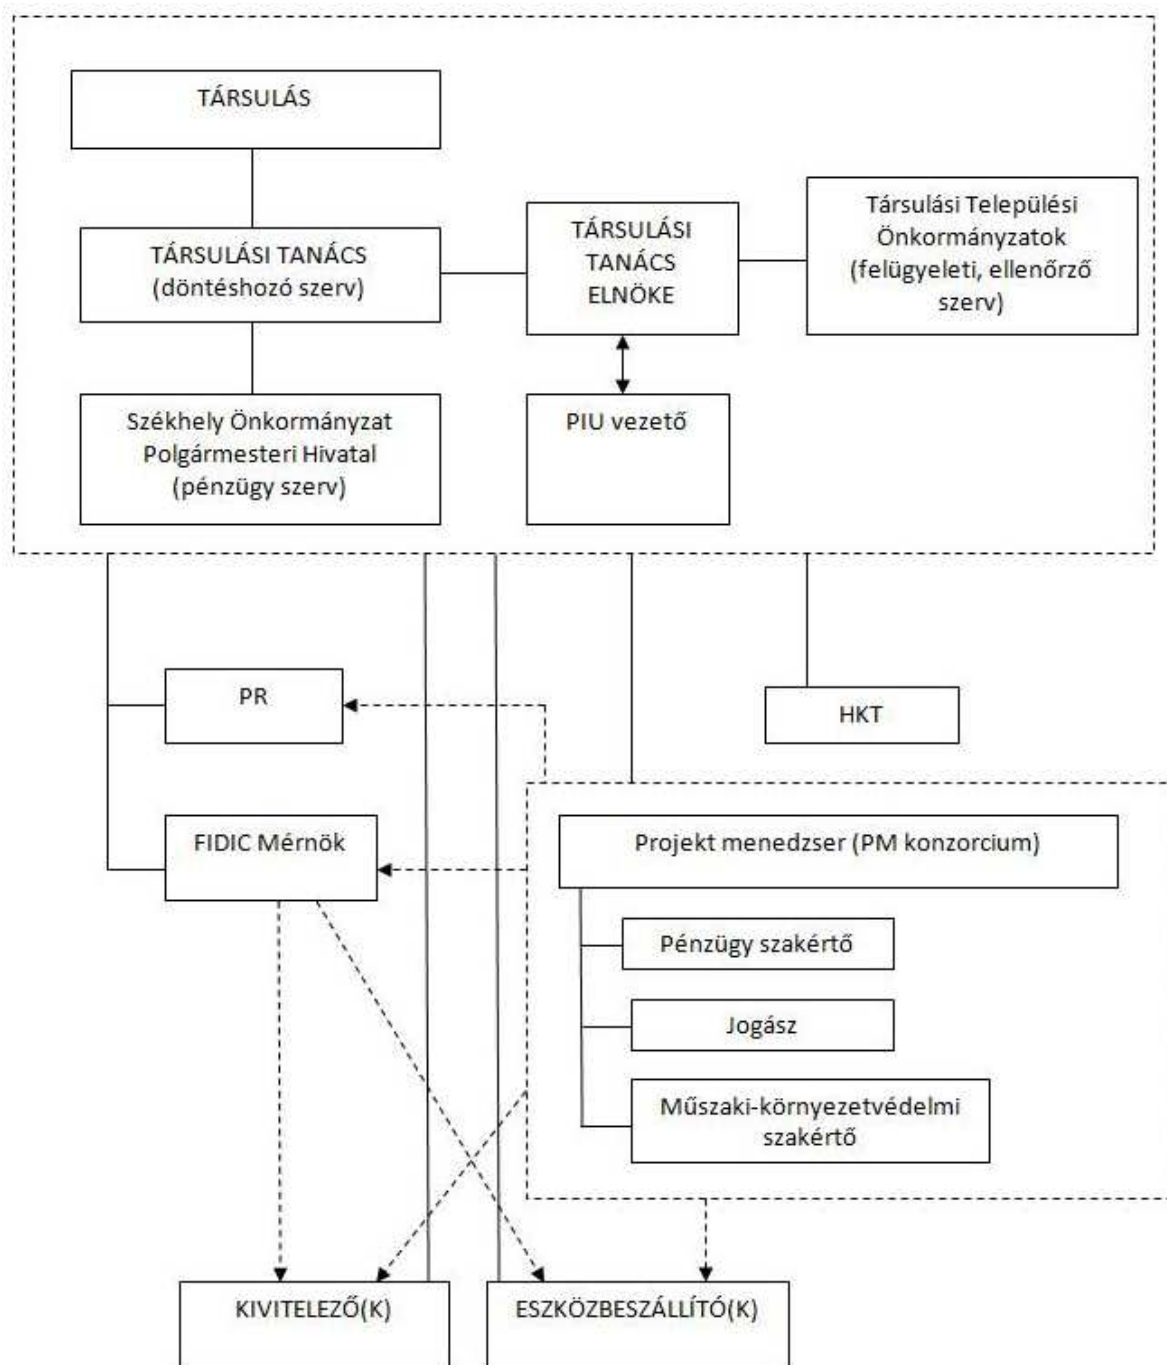 TÁRSULÁS
TÁRSULÁSI TANÁCS
(döntéshozó szerv)
TÁRSULÁSI
TANÁCS
ELNÖKE
Társulási Települési
Önkormányzatok
(felügyeleti, ellenőrző
szerv)
Székhely Önkormányzat
Polgármesteri Hivatal
(pénzügy szerv)
PIU vezető
PR
HKT
FIDIC Mérnök
Projekt menedzser (PM konzorcium)
Pénzügy szakértő
Jogász
Műszaki-környezetvédelmi
szakértő
KIVITELEZŐ(K)
ESZKÖZBESZÁLLÍTÓ(K)